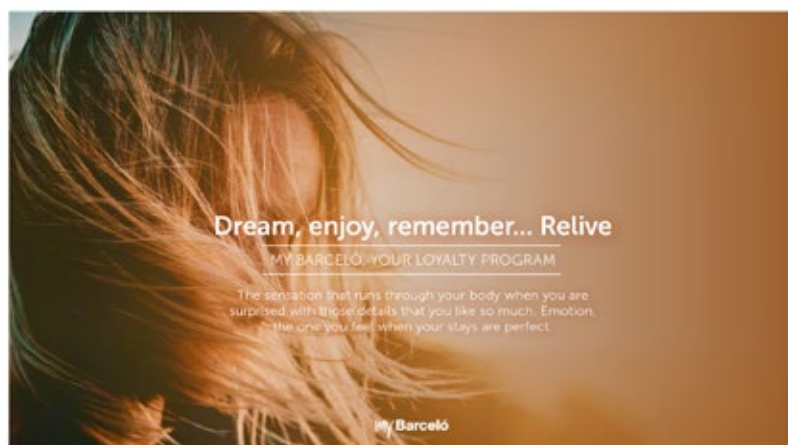 Dream, enjoy, remember... Relive
MY BARCELÓ, YOUR LOYALTY PROGRAM
The sensation that runs through your body when you are
surprised with those details that you like so much. Emotion,
the one you feel when your stays are perfect.
My Barceló